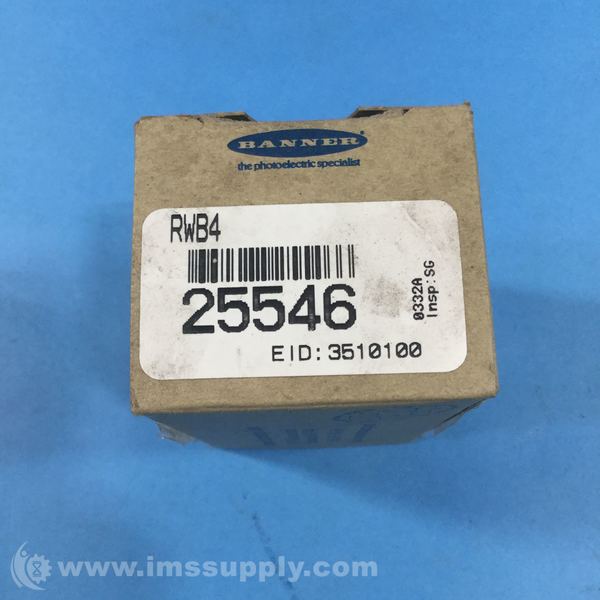 BANNER
the photoelectric specialist
RWB4
25546
EID: 3510100
0332A
Insp: SG
www.imssupply.com